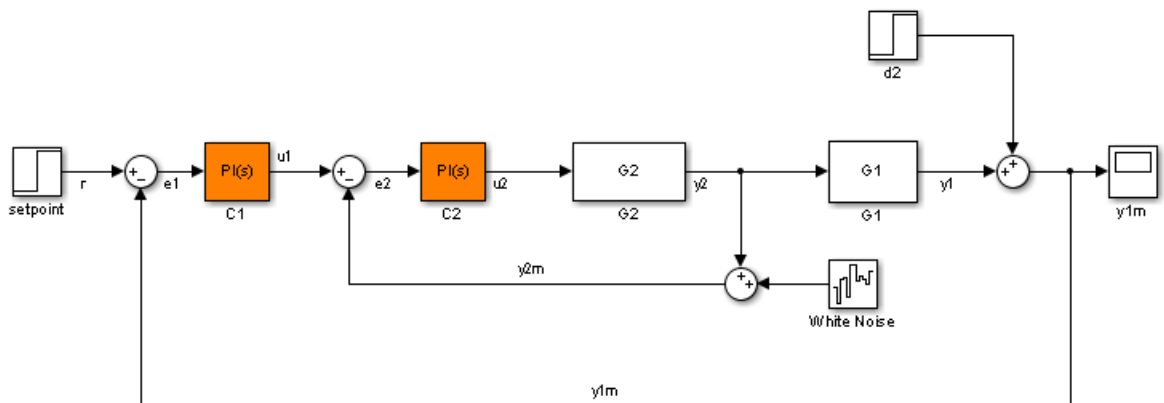 d2
PI(s)
u1
PI(s)
G2
G1
r
e1
e2
u2
y2
y1
setpoint
C1
C2
G2
G1
y1m
y2m
White Noise
y1m